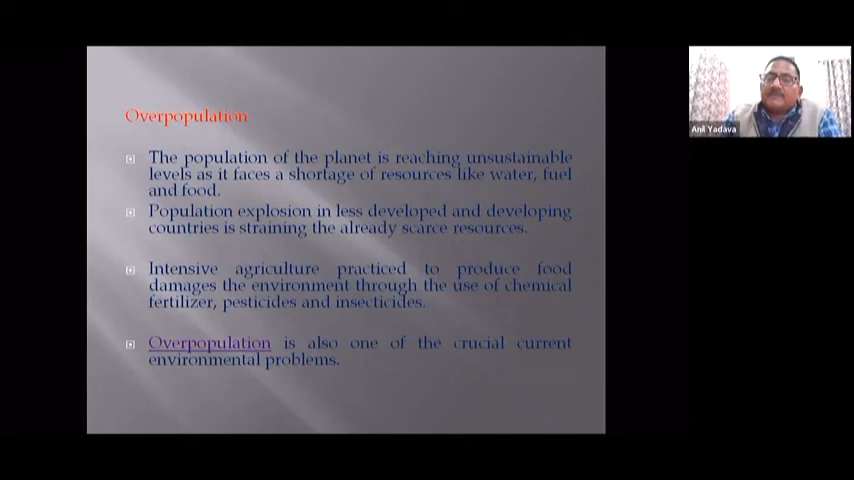 Overpopulation
The population of the planet is reaching unsustainable
levels as it faces a shortage of resources like water, fuel
and food.
Population explosion in less developed and developing
countries is straining the already scarce resources.
Intensive agriculture practiced to produce food
damages the environment through the use of chemical
fertilizer, pesticides and insecticides.
Overpopulation is also one of the crucial current
environmental problems.
Anil Yadava